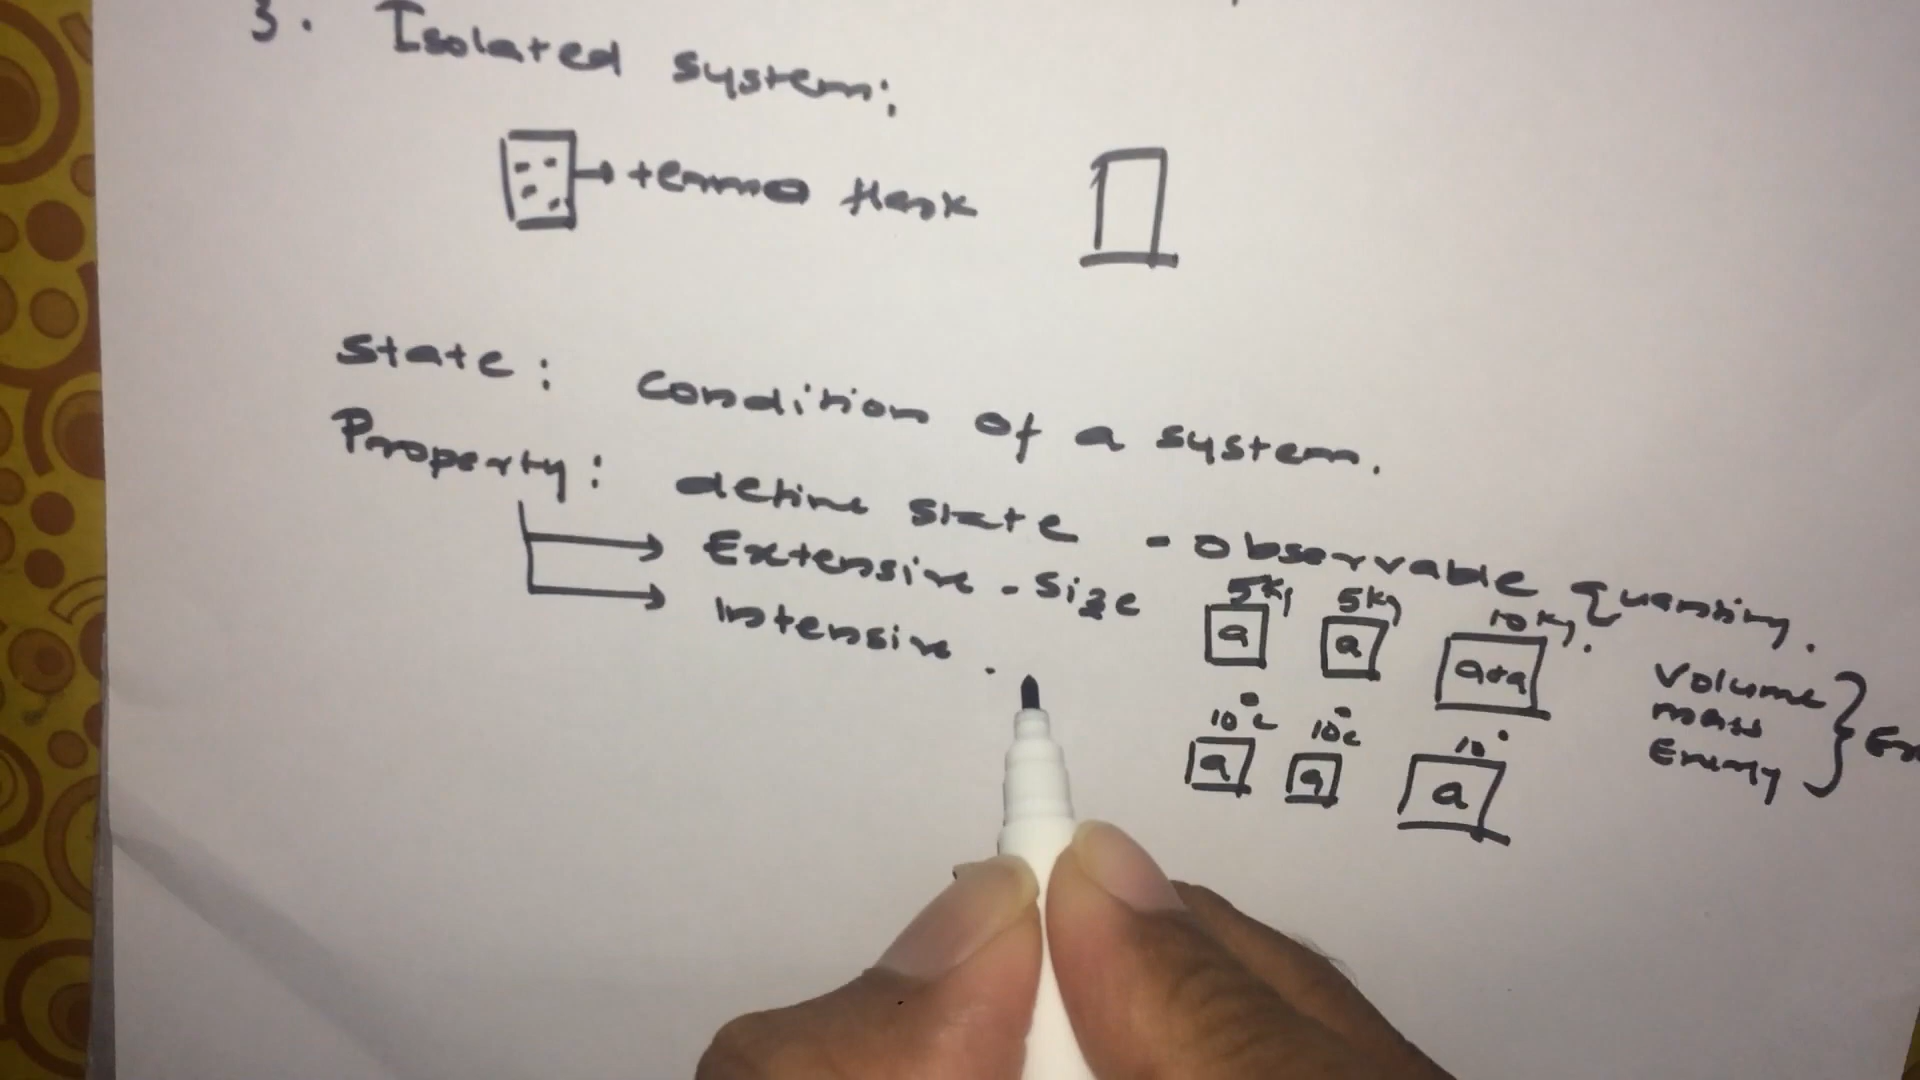 3. Isolated system:
a → termo flask
State: Condition of a system.
Property: define state - observable quantity.
→ Extensive - Size
→ Intensive .
5kg 5kg 10kg.
a a a+a
10°c 10°c 10°
a a a
Volume
mass
Energy